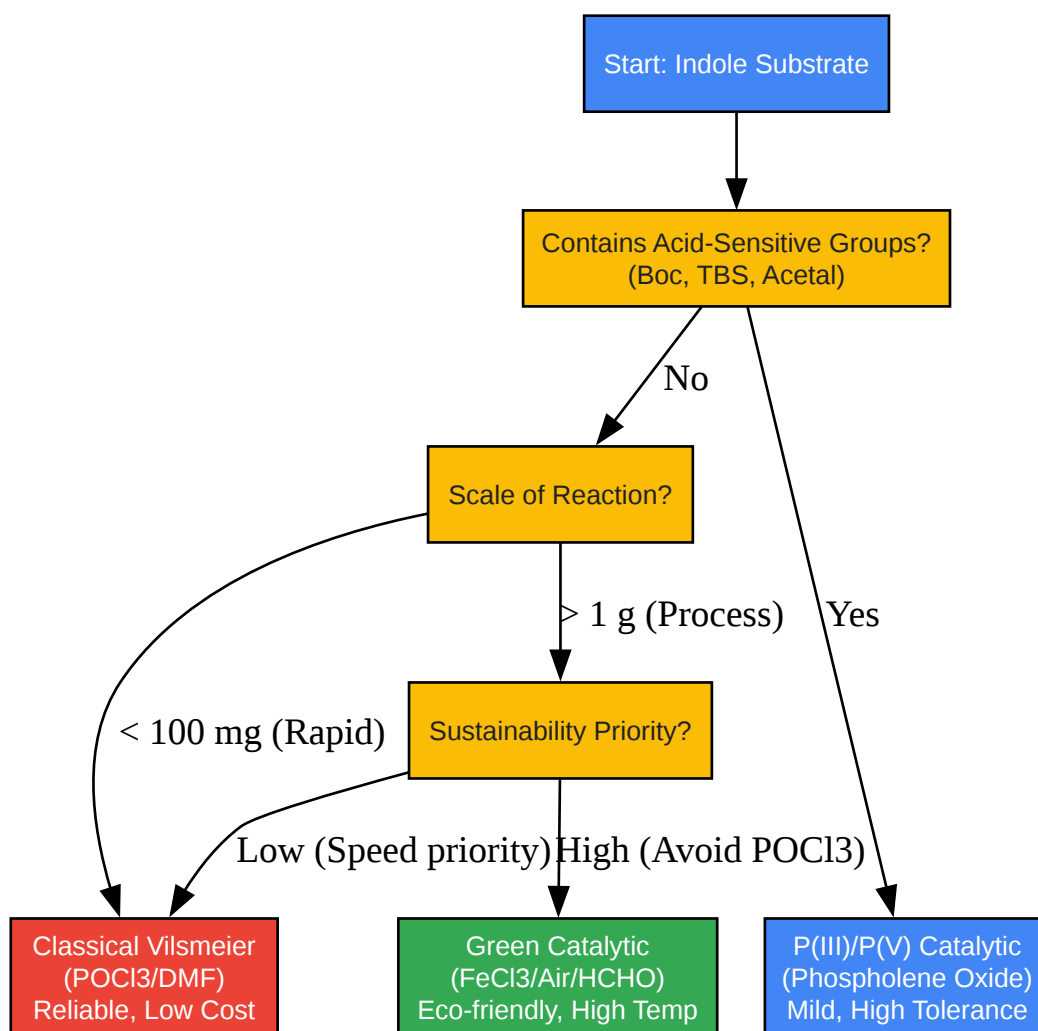 Start: Indole Substrate
Contains Acid-Sensitive Groups?
(Boc, TBS, Acetal)
No
Scale of Reaction?
> 1 g (Process)
Yes
< 100 mg (Rapid)
Sustainability Priority?
Low (Speed priority)
High (Avoid POCl3)
Classical Vilsmeier
(POCl3/DMF)
Reliable, Low Cost
Green Catalytic
(FeCl3/Air/HCHO)
Eco-friendly, High Temp
P(III)/P(V) Catalytic
(Phospholene Oxide)
Mild, High Tolerance